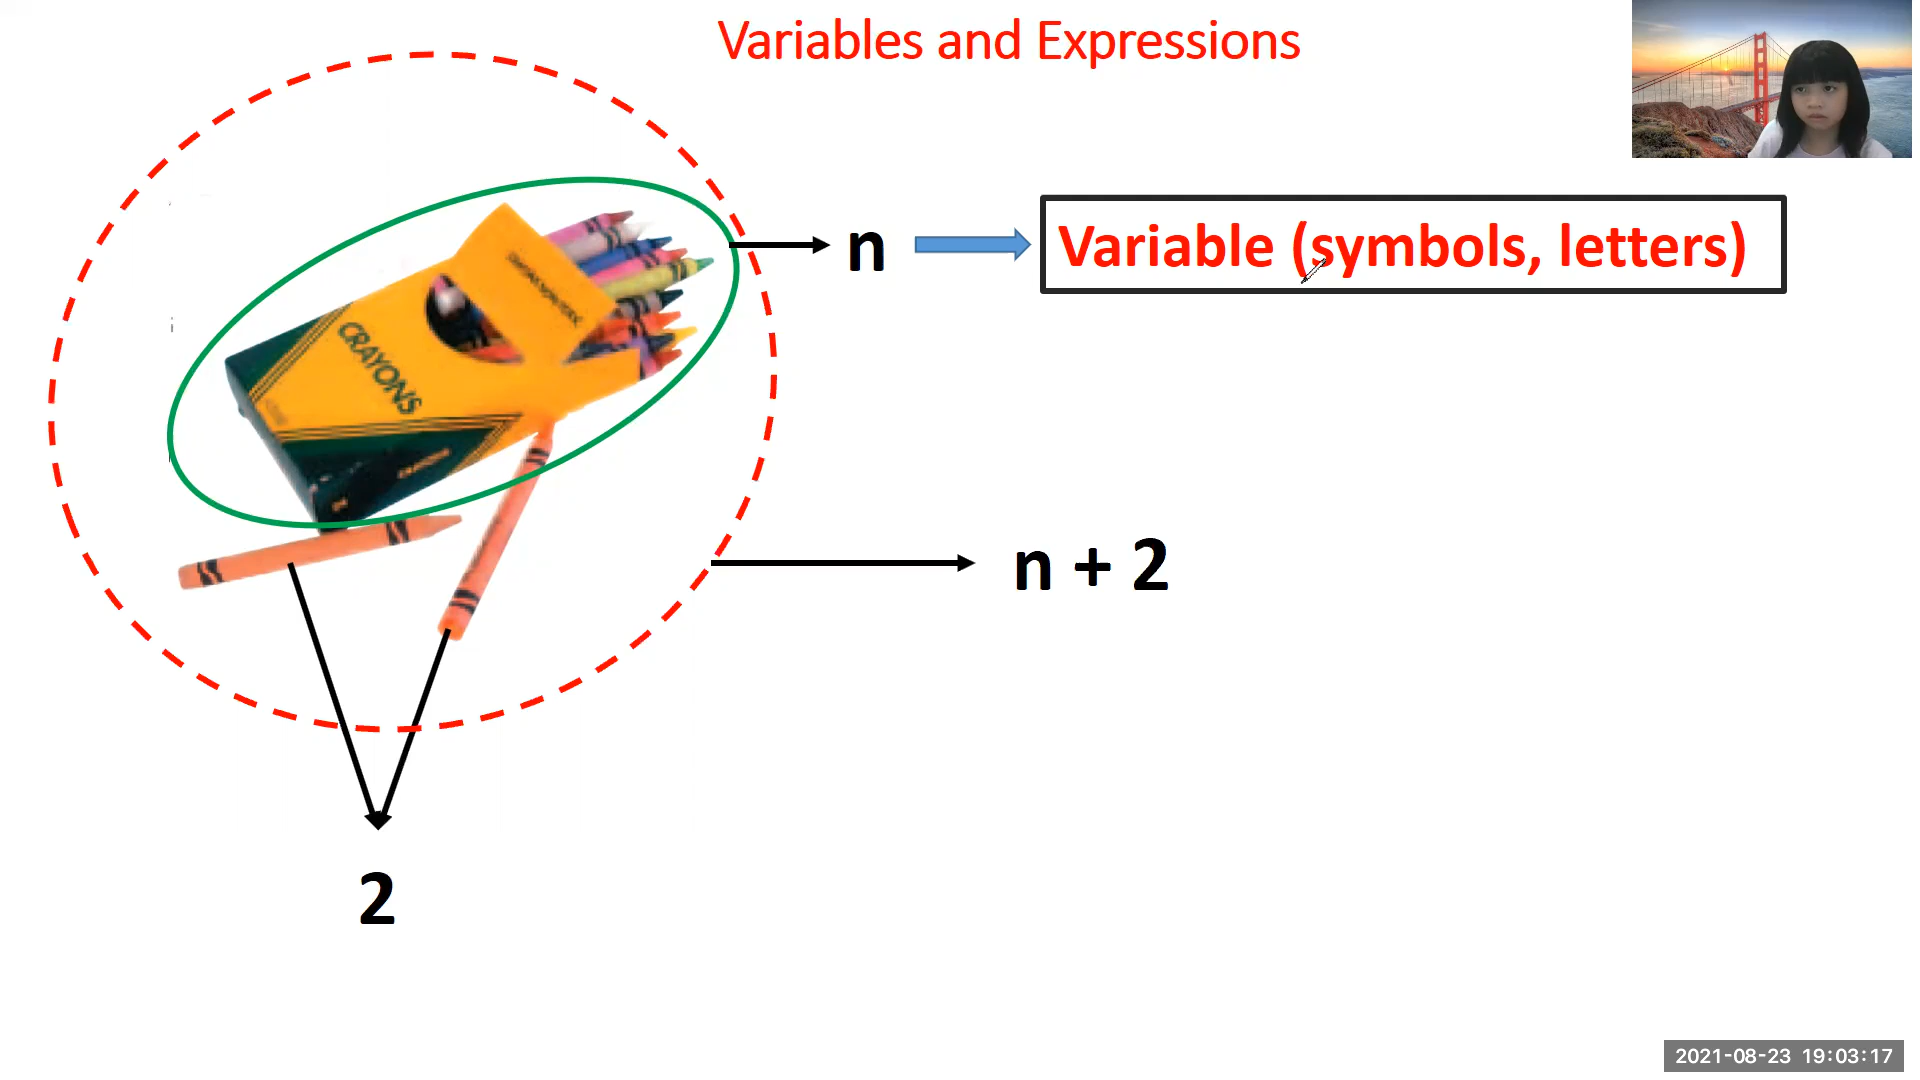 Variables and Expressions
n
Variable (symbols, letters)
CRAYONS
n + 2
2
2021-08-23 19:03:17